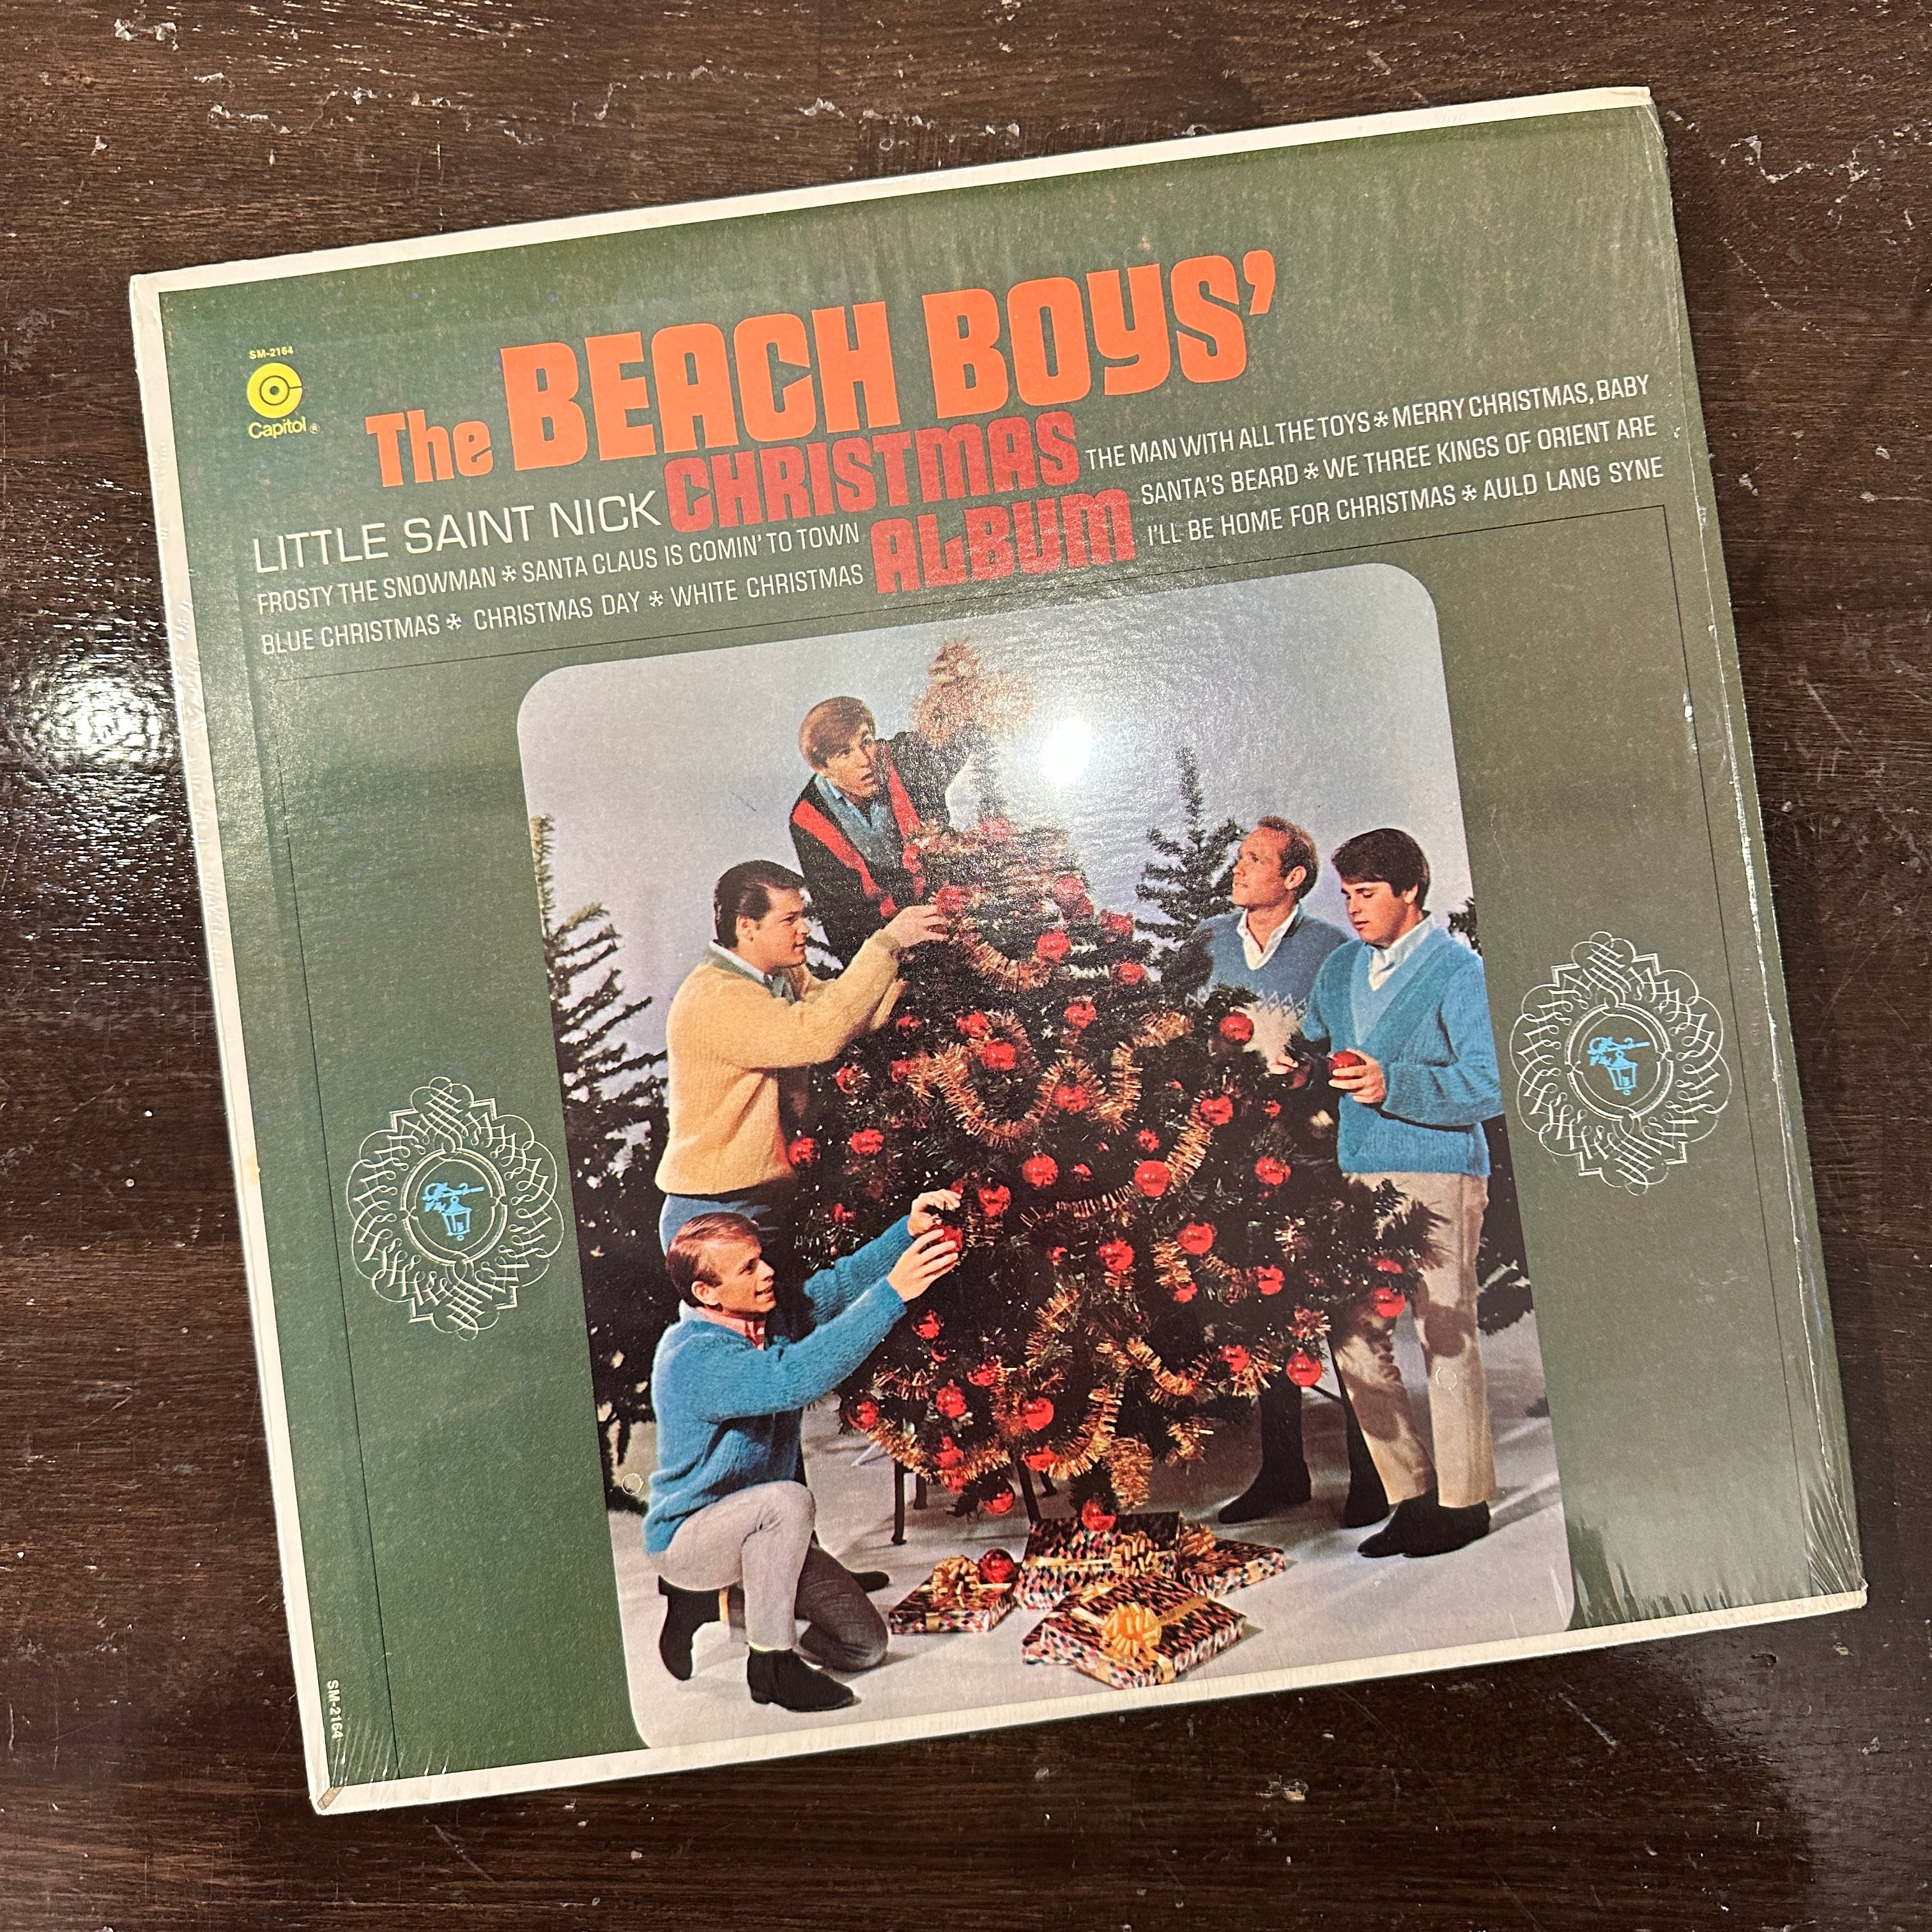 SM-2164
Capitol®
The BEACH BOYS'
CHRISTMAS
ALBUM
LITTLE SAINT NICK
FROSTY THE SNOWMAN * SANTA CLAUS IS COMIN' TO TOWN
BLUE CHRISTMAS * CHRISTMAS DAY * WHITE CHRISTMAS
THE MAN WITH ALL THE TOYS * MERRY CHRISTMAS, BABY
SANTA'S BEARD * WE THREE KINGS OF ORIENT ARE
I'LL BE HOME FOR CHRISTMAS * AULD LANG SYNE
SM-2164